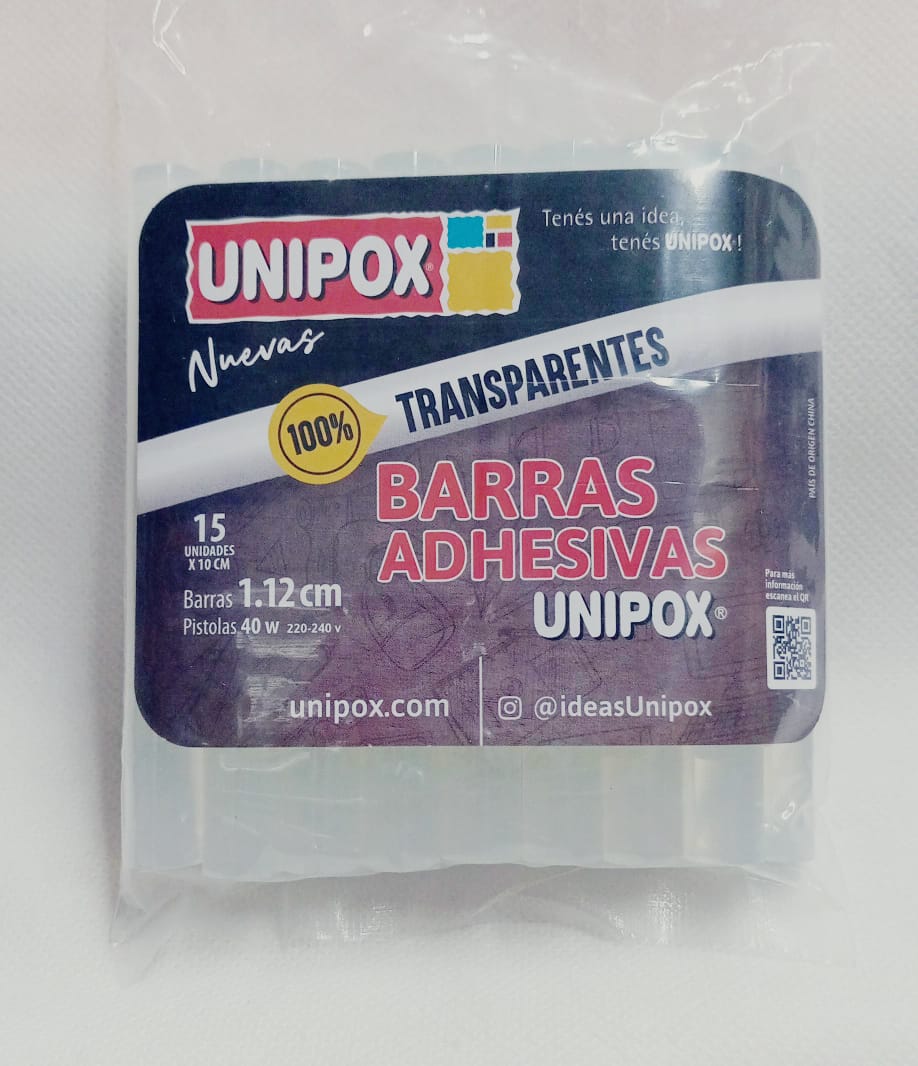 UNIPOX®
Tenés una idea,
tenés UNIPOX!
Nuevas
100%
TRANSPARENTES
BARRAS
ADHESIVAS
UNIPOX®
15
UNIDADES
X 10 CM
Barras 1.12 cm
Pistolas 40 W 220-240 V
PAÍS DE ORIGEN CHINA
Para más
información
escanea el QR
unipox.com
@ideasUnipox